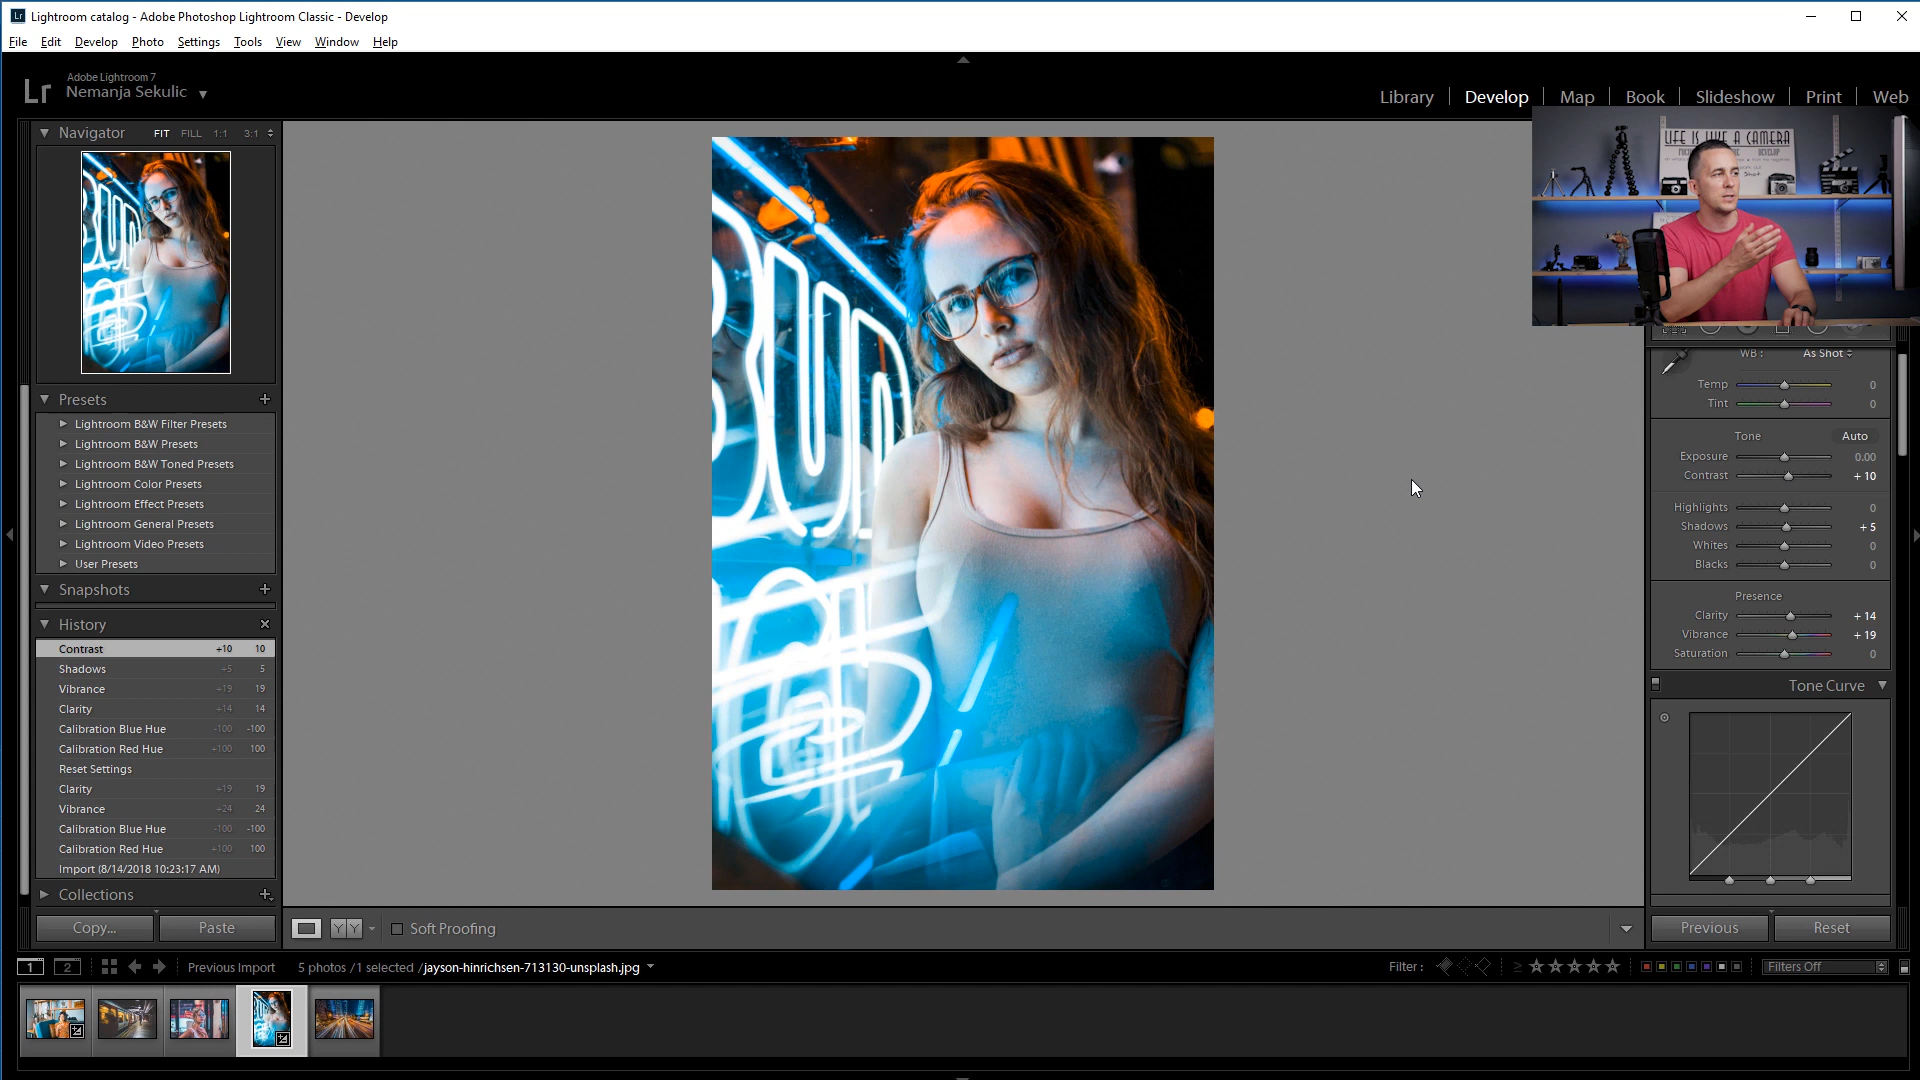 Lightroom catalog - Adobe Photoshop Lightroom Classic - Develop
File Edit Develop Photo Settings Tools View Window Help
Lr
Adobe Lightroom 7
Nemanja Sekulic
Library Develop Map Book Slideshow Print Web
Navigator FIT FILL 1:1 3:1
LIFE IS LIKE A CAMERA
Presets
Lightroom B&W Filter Presets
Lightroom B&W Presets
Lightroom B&W Toned Presets
Lightroom Color Presets
Lightroom Effect Presets
Lightroom General Presets
Lightroom Video Presets
User Presets
Snapshots
History
Contrast +10 10
Shadows +5 5
Vibrance +19 19
Clarity +14 14
Calibration Blue Hue -100 -100
Calibration Red Hue +100 100
Reset Settings
Clarity +19 19
Vibrance +24 24
Calibration Blue Hue -100 -100
Calibration Red Hue +100 100
Import (8/14/2018 10:23:17 AM)
Collections
Copy... Paste
WB : As Shot
Temp 0
Tint 0
Tone Auto
Exposure 0.00
Contrast + 10
Highlights 0
Shadows + 5
Whites 0
Blacks 0
Presence
Clarity + 14
Vibrance + 19
Saturation 0
Tone Curve
Previous Reset
YY Soft Proofing
1 2 Previous Import 5 photos /1 selected /jayson-hinrichsen-713130-unsplash.jpg Filter : ≥ Filters Off